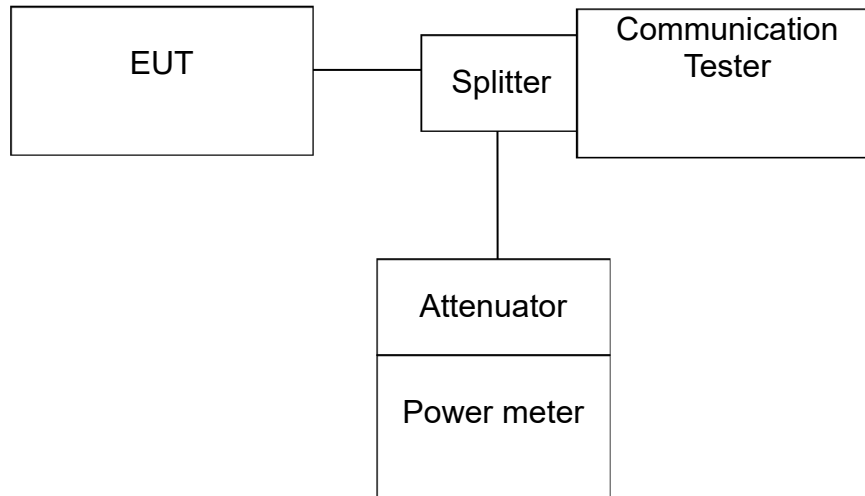 EUT
Splitter
Communication
Tester
Attenuator
Power meter